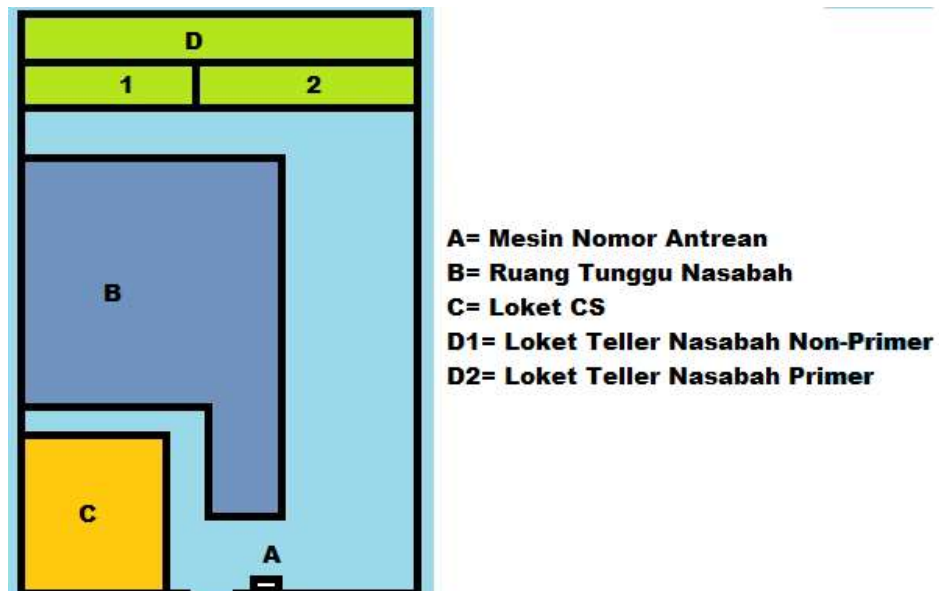 D
1 2
B
C
A
A= Mesin Nomor Antrean
B= Ruang Tunggu Nasabah
C= Loket CS
D1= Loket Teller Nasabah Non-Primer
D2= Loket Teller Nasabah Primer